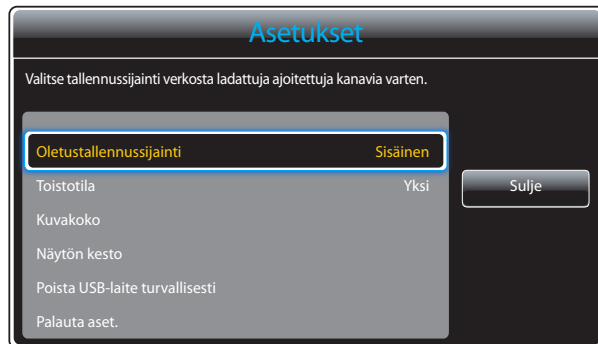 Asetukset
Valitse tallennussijainti verkosta ladattuja ajoitettuja kanavia varten.
Oletustallennussijainti Sisäinen
Toistotila Yksi
Sulje
Kuvakoko
Näytön kesto
Poista USB-laite turvallisesti
Palauta aset.